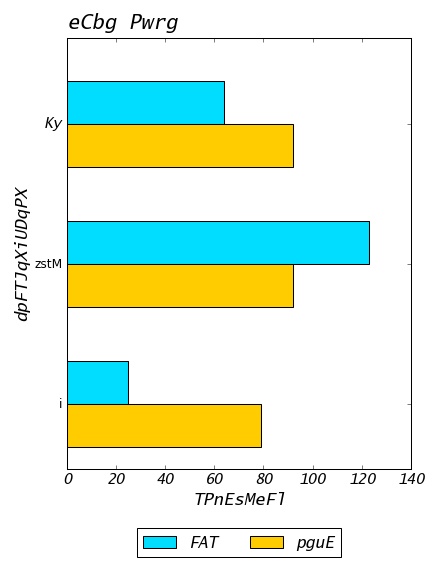 eCbg Pwrg
Ky
zstM
i
dpFTJqXiUDqPX
0 20 40 60 80 100 120 140
TPnEsMeFl
FAT pguE